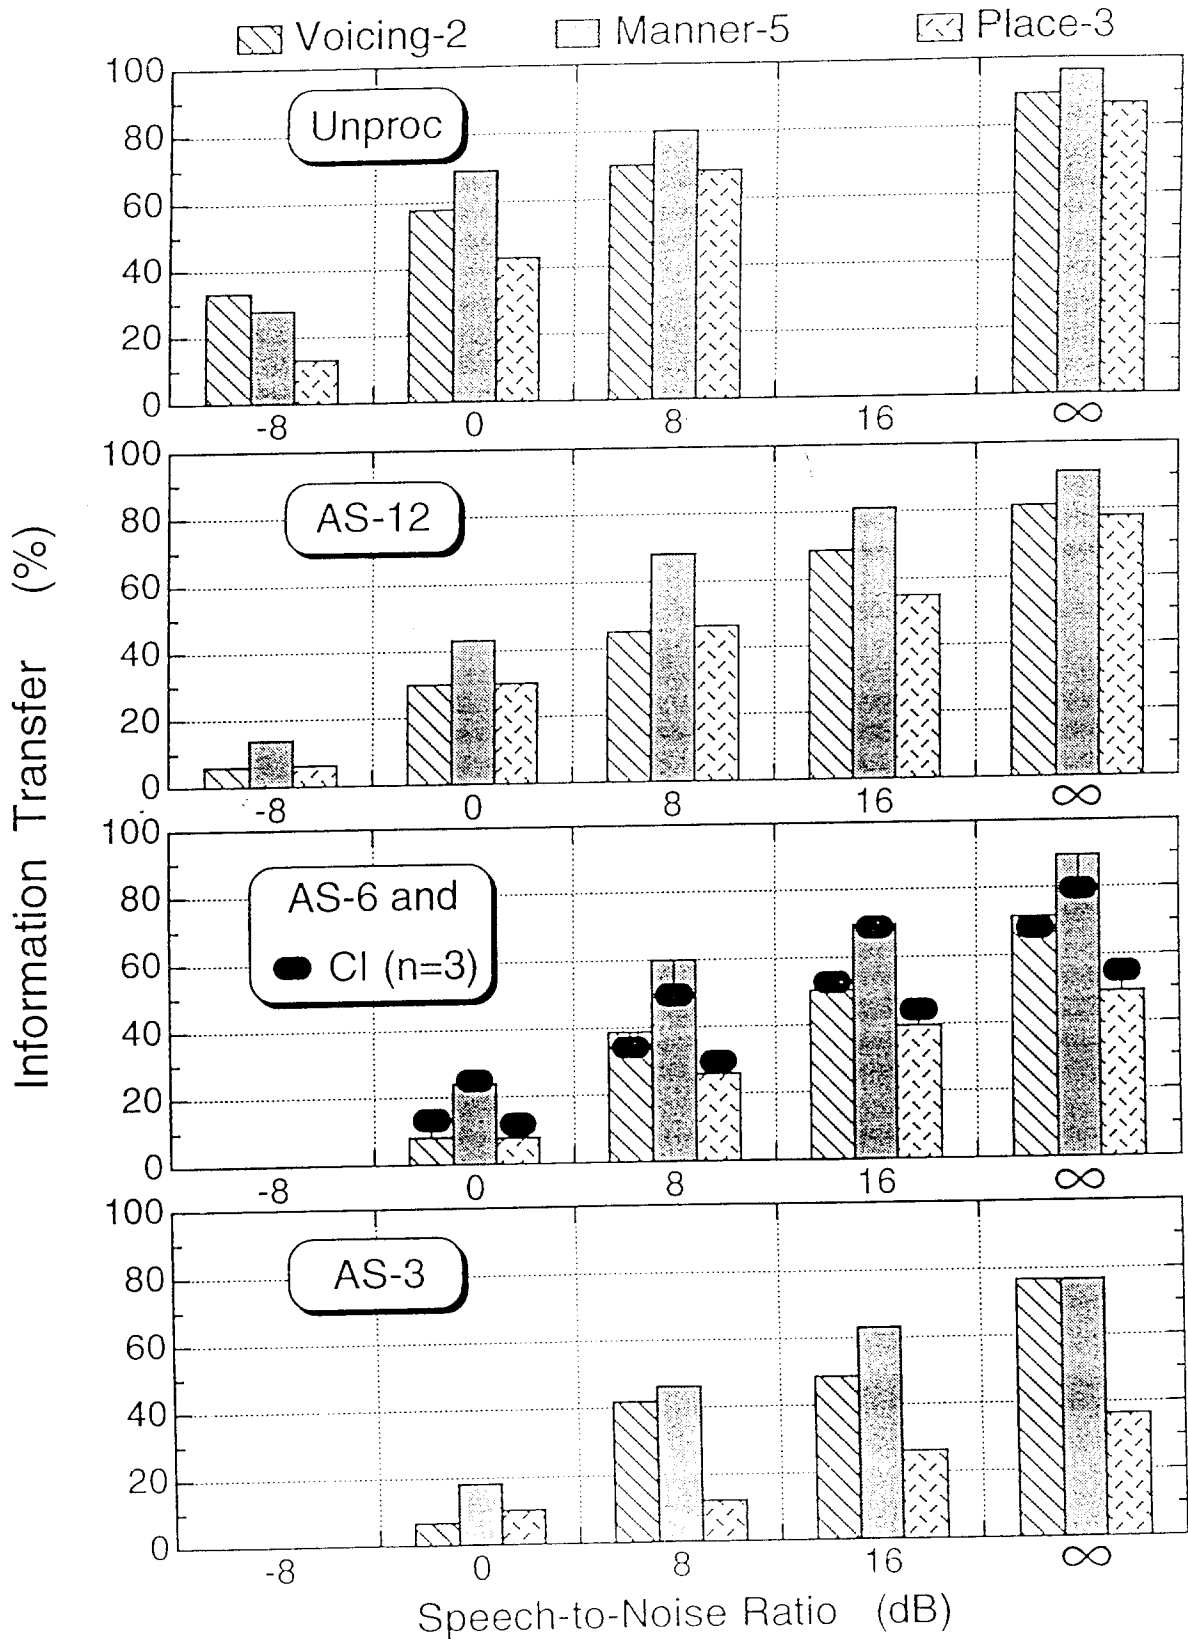 Voicing-2 Manner-5 Place-3
100
80
60
40
20
0
Unproc
-8 0 8 16 ∞
100
80
60
40
20
0
AS-12
-8 0 8 16 ∞
100
80
60
40
20
0
AS-6 and
CI (n=3)
-8 0 8 16 ∞
100
80
60
40
20
0
AS-3
-8 0 8 16 ∞
Information Transfer (%)
Speech-to-Noise Ratio (dB)